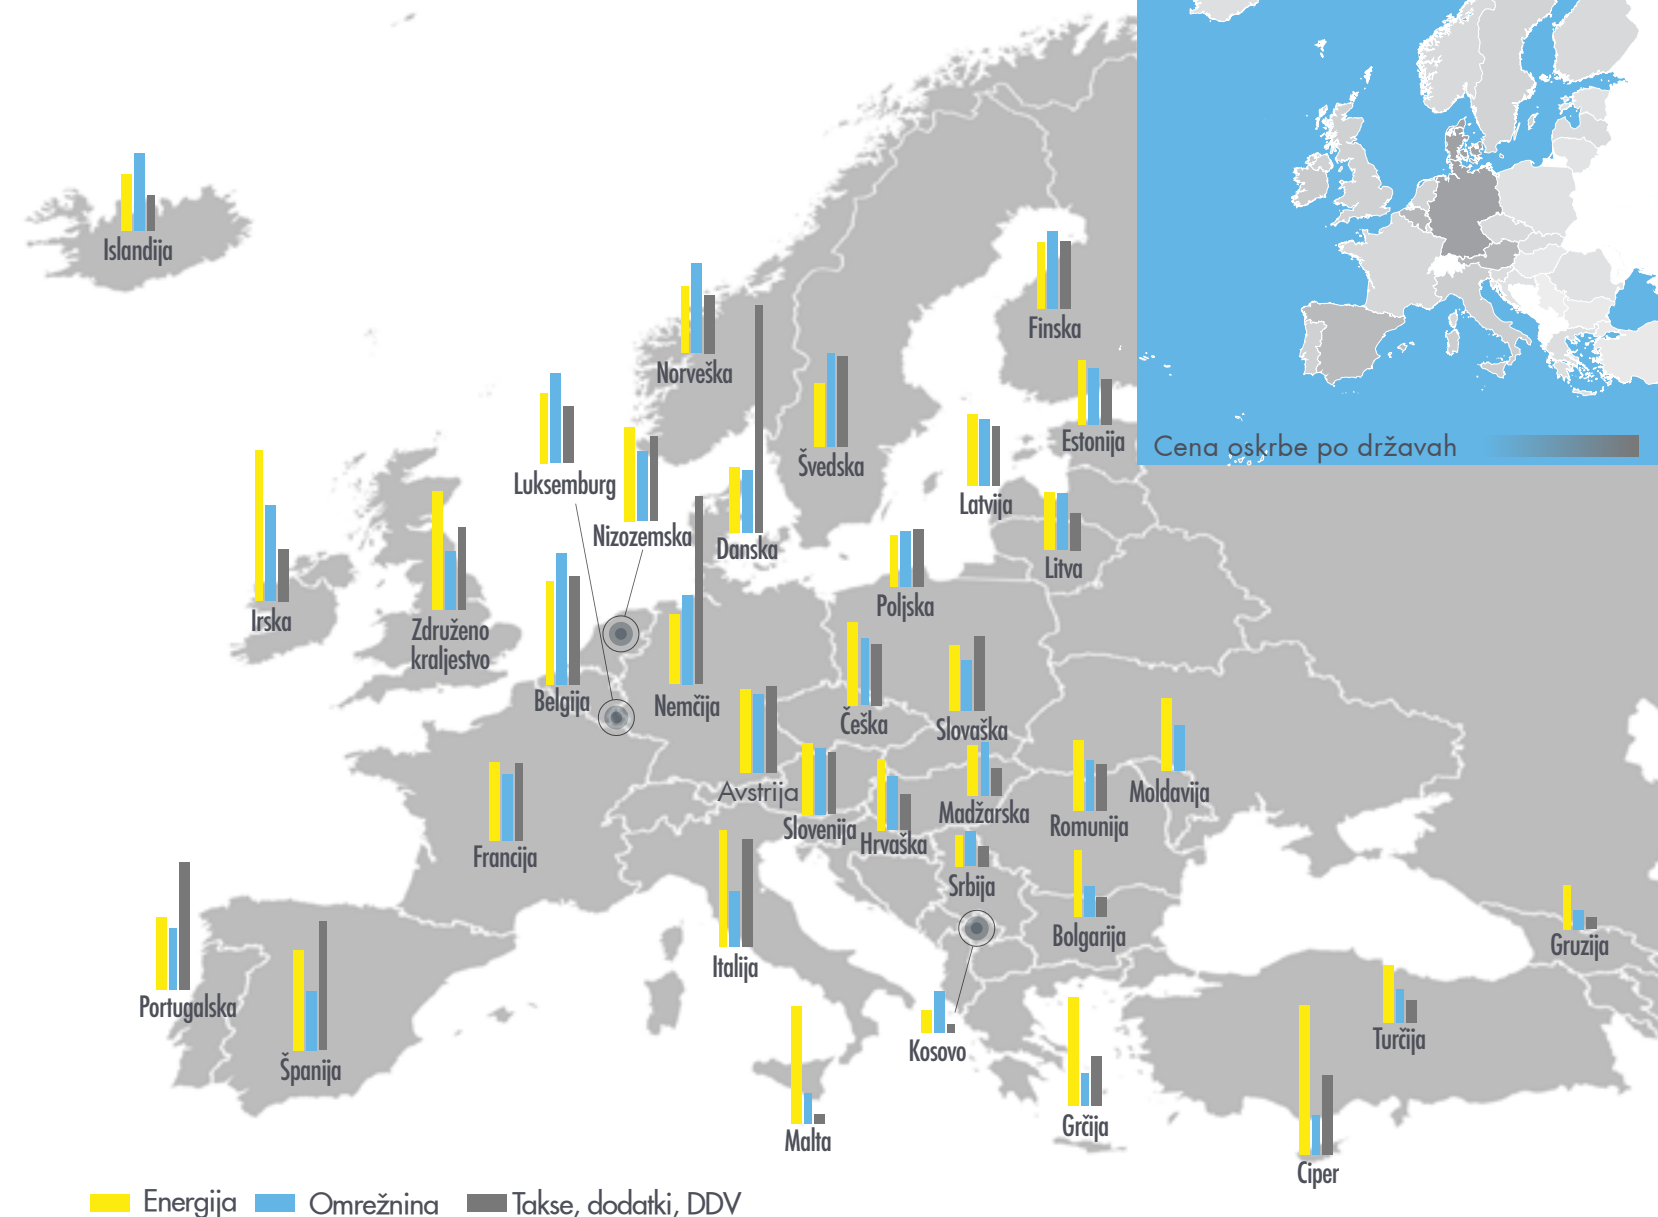 Islandija
Norveška
Finska
Švedska
Estonija
Cena oskrbe po državah
Luksemburg
Latvija
Nizozemska
Danska
Litva
Irska
Poljska
Združeno
kraljestvo
Belgija
Nemčija
Češka
Slovaška
Avstrija
Moldavija
Slovenija
Hrvaška
Madžarska
Romunija
Francija
Srbija
Bolgarija
Gruzija
Italija
Portugalska
Španija
Kosovo
Turčija
Malta
Grčija
Ciper
Energija
Omrežnina
Takse, dodatki, DDV